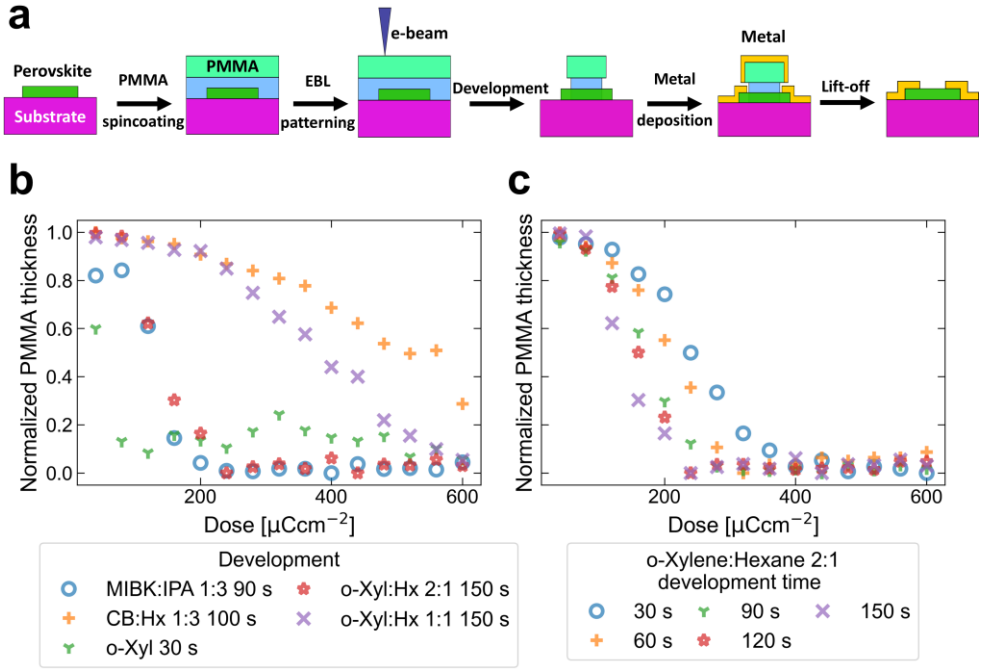 a
Perovskite
Substrate
PMMA
spincoating
PMMA
EBL
patterning
e-beam
Development
Metal
deposition
Metal
Lift-off
b
Normalized PMMA thickness
1.0
0.8
0.6
0.4
0.2
0.0
200
400
600
Dose [μCcm⁻²]
Development
MIBK:IPA 1:3 90 s
CB:Hx 1:3 100 s
o-Xyl 30 s
o-Xyl:Hx 2:1 150 s
o-Xyl:Hx 1:1 150 s
c
Normalized PMMA thickness
1.0
0.8
0.6
0.4
0.2
0.0
200
400
600
Dose [μCcm⁻²]
o-Xylene:Hexane 2:1
development time
30 s
60 s
90 s
120 s
150 s